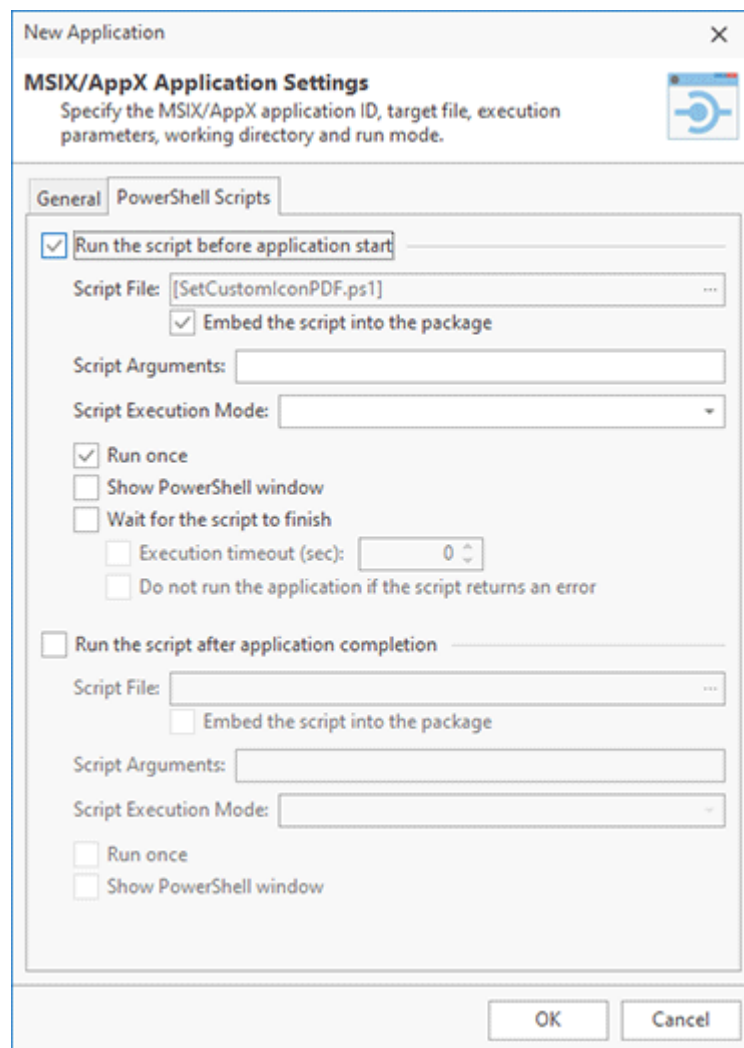 New Application
MSIX/AppX Application Settings
Specify the MSIX/AppX application ID, target file, execution
parameters, working directory and run mode.
General PowerShell Scripts
Run the script before application start
Script File: [SetCustomIconPDF.ps1] ...
Embed the script into the package
Script Arguments:
Script Execution Mode:
Run once
Show PowerShell window
Wait for the script to finish
Execution timeout (sec): 0
Do not run the application if the script returns an error
Run the script after application completion
Script File: ...
Embed the script into the package
Script Arguments:
Script Execution Mode:
Run once
Show PowerShell window
OK Cancel